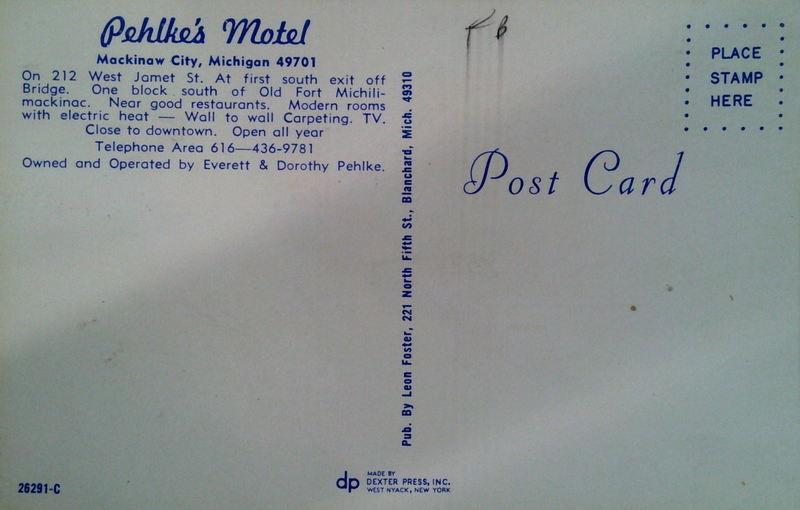 Pehlke's Motel
Mackinaw City, Michigan 49701
On 212 West Jamet St. At first south exit off
Bridge. One block south of Old Fort Michili-
mackinac. Near good restaurants. Modern rooms
with electric heat — Wall to wall Carpeting. TV.
Close to downtown. Open all year
Telephone Area 616—436-9781
Owned and Operated by Everett & Dorothy Pehlke.
26291-C
Pub. By Leon Foster, 221 North Fifth St., Blanchard, Mich. 49310
dp
MADE BY
DEXTER PRESS, INC.
WEST NYACK, NEW YORK
PLACE
STAMP
HERE
Post Card